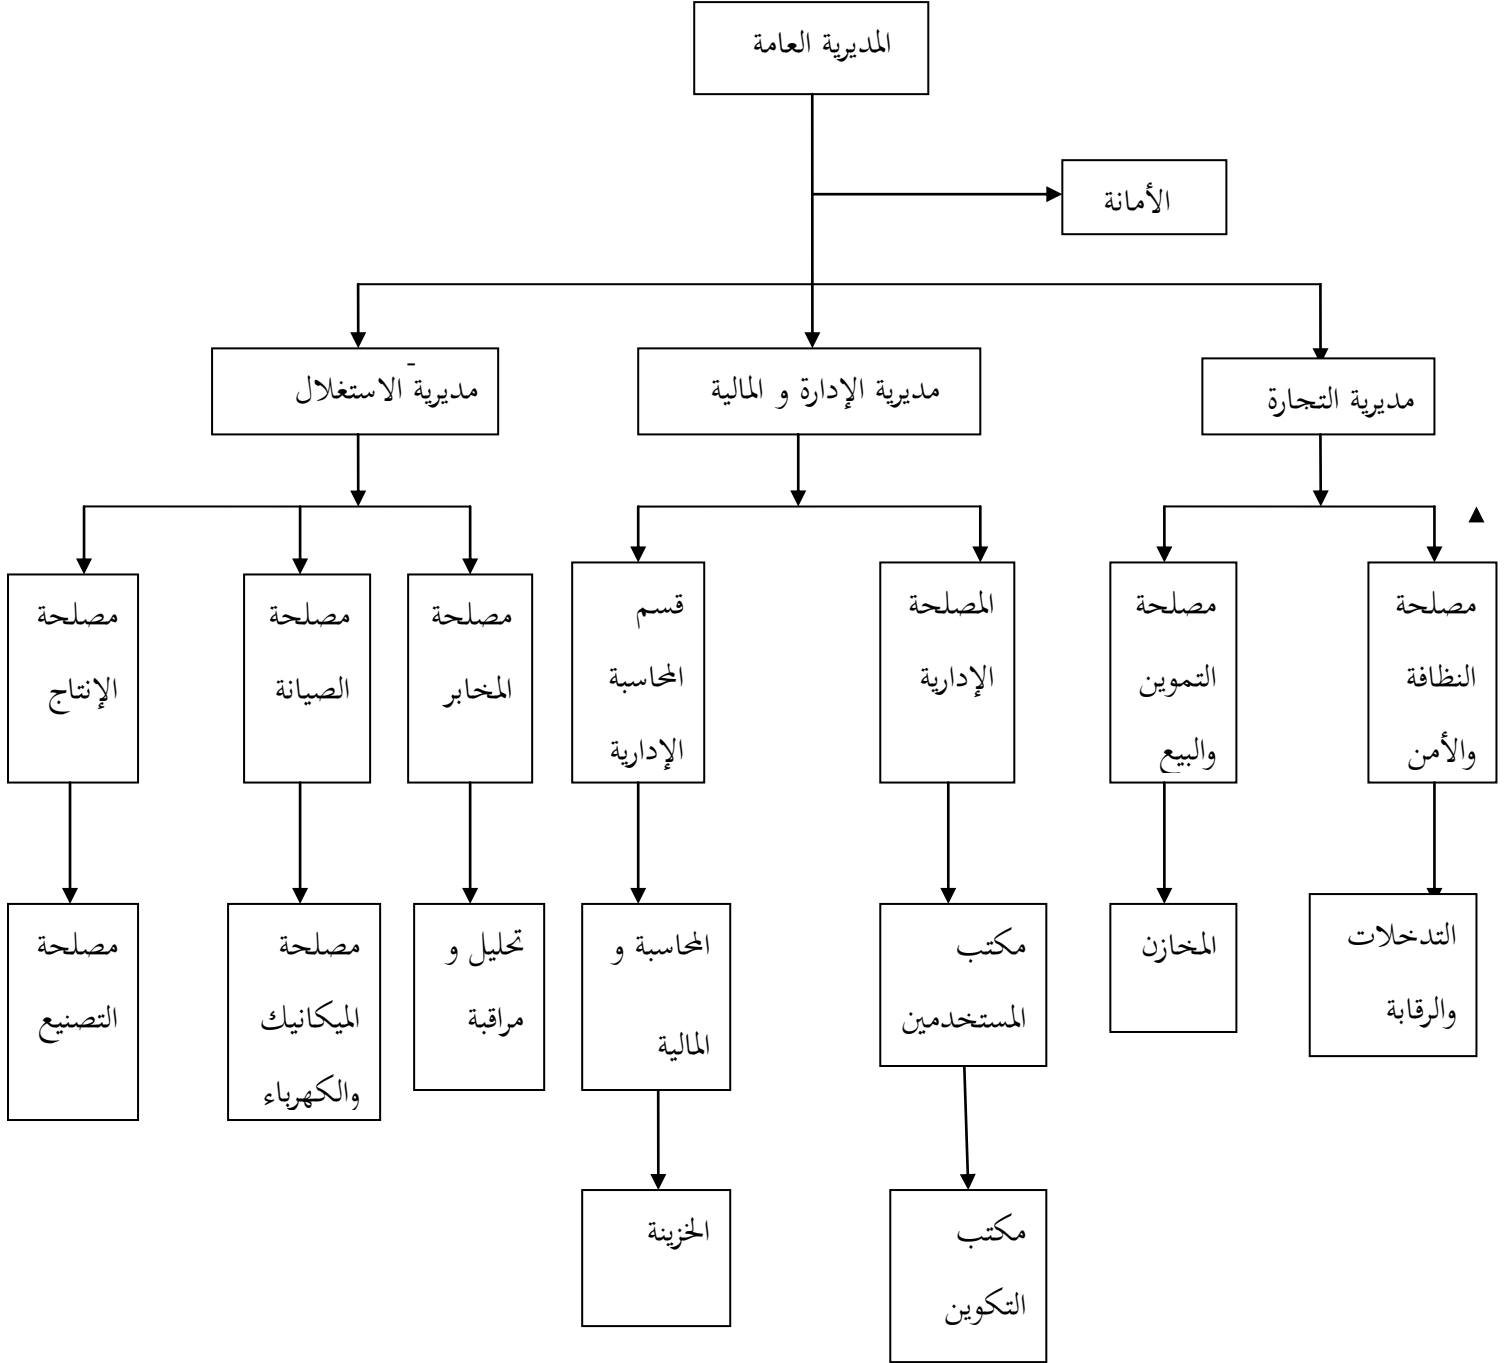 المديرية العامة
الأمانة
مديرية التجارة
مديرية الإدارة و المالية
مديرية الاستغلال
مصلحة
النظافة
والأمن
مصلحة
التموين
والبيع
المصلحة
الإدارية
قسم
المحاسبة
الإدارية
مصلحة
المخابر
مصلحة
الصيانة
مصلحة
الإنتاج
التدخلات
والرقابة
المخازن
مكتب
المستخدمين
المحاسبة و
المالية
تحليل و
مراقبة
مصلحة
الميكانيك
والكهرباء
مصلحة
التصنيع
مكتب
التكوين
الخزينة